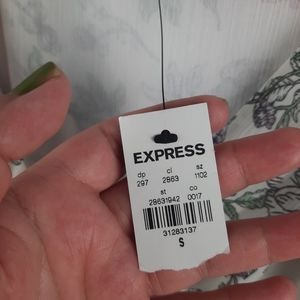 EXPRESS
dp cl sz
297 2863 1102
st co
28631942 0017
31283137
S